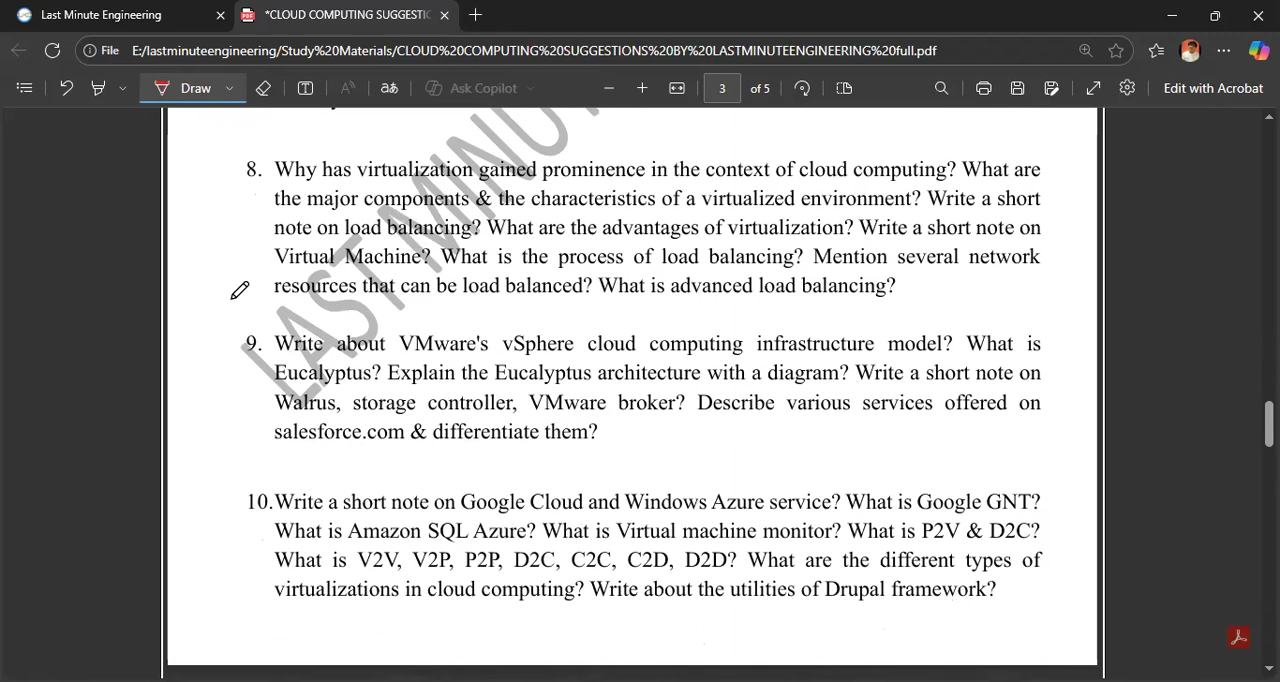 Last Minute Engineering
*CLOUD COMPUTING SUGGESTIC
File E:/lastminuteengineering/Study%20Materials/CLOUD%20COMPUTING%20SUGGESTIONS%20BY%20LASTMINUTEENGINEERING%20full.pdf
Draw Ask Copilot 3 of 5 Edit with Acrobat
LAST MINUT
8. Why has virtualization gained prominence in the context of cloud computing? What are
the major components & the characteristics of a virtualized environment? Write a short
note on load balancing? What are the advantages of virtualization? Write a short note on
Virtual Machine? What is the process of load balancing? Mention several network
resources that can be load balanced? What is advanced load balancing?
9. Write about VMware's vSphere cloud computing infrastructure model? What is
Eucalyptus? Explain the Eucalyptus architecture with a diagram? Write a short note on
Walrus, storage controller, VMware broker? Describe various services offered on
salesforce.com & differentiate them?
10. Write a short note on Google Cloud and Windows Azure service? What is Google GNT?
What is Amazon SQL Azure? What is Virtual machine monitor? What is P2V & D2C?
What is V2V, V2P, P2P, D2C, C2C, C2D, D2D? What are the different types of
virtualizations in cloud computing? Write about the utilities of Drupal framework?